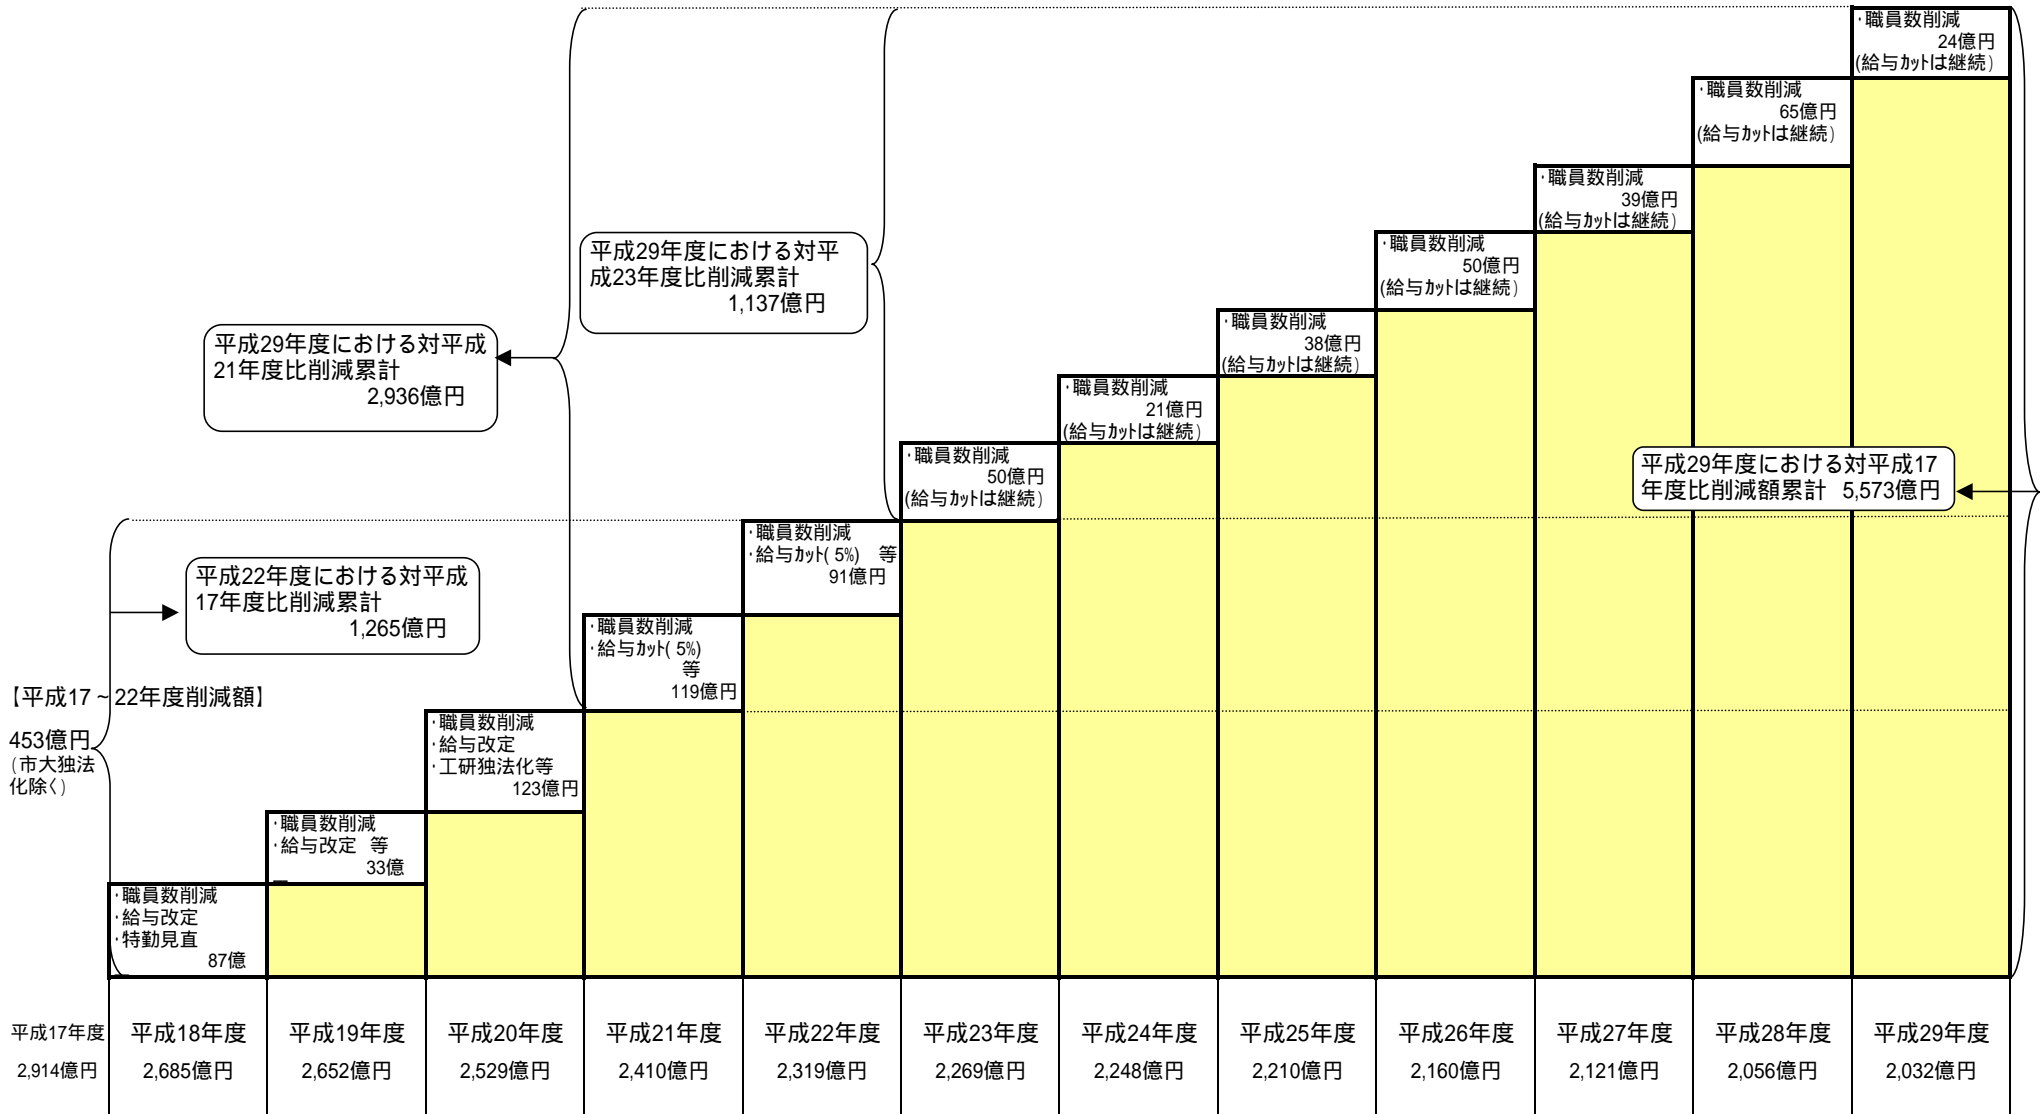 ・職員数削減
24億円
(給与カットは継続)
・職員数削減
65億円
(給与カットは継続)
・職員数削減
39億円
(給与カットは継続)
・職員数削減
50億円
(給与カットは継続)
・職員数削減
38億円
(給与カットは継続)
・職員数削減
21億円
(給与カットは継続)
・職員数削減
50億円
(給与カットは継続)
・職員数削減
・給与カット(5%) 等
91億円
・職員数削減
・給与カット(5%)
等
119億円
・職員数削減
・給与改定
・工研独法化等
123億円
・職員数削減
・給与改定 等
33億
・職員数削減
・給与改定
・特勤見直
87億
平成29年度における対平
成23年度比削減累計
1,137億円
平成29年度における対平成
21年度比削減累計
2,936億円
平成29年度における対平成17
年度比削減額累計 5,573億円
平成22年度における対平成
17年度比削減累計
1,265億円
【平成17~22年度削減額】
453億円
(市大独法
化除く)
平成17年度 平成18年度 平成19年度 平成20年度 平成21年度 平成22年度 平成23年度 平成24年度 平成25年度 平成26年度 平成27年度 平成28年度 平成29年度
2,914億円 2,685億円 2,652億円 2,529億円 2,410億円 2,319億円 2,269億円 2,248億円 2,210億円 2,160億円 2,121億円 2,056億円 2,032億円